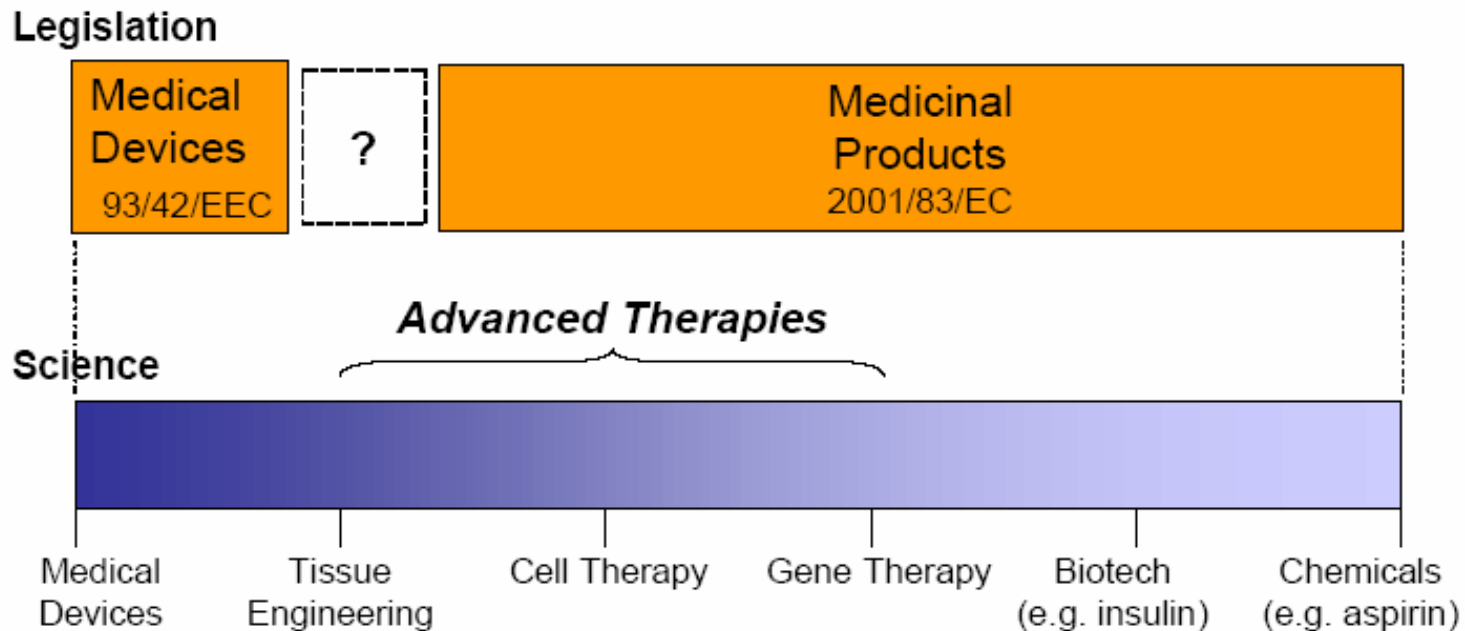 Legislation
Medical
Devices
93/42/EEC
?
Medicinal
Products
2001/83/EC
Advanced Therapies
Science
Medical
Devices
Tissue
Engineering
Cell Therapy
Gene Therapy
Biotech
(e.g. insulin)
Chemicals
(e.g. aspirin)